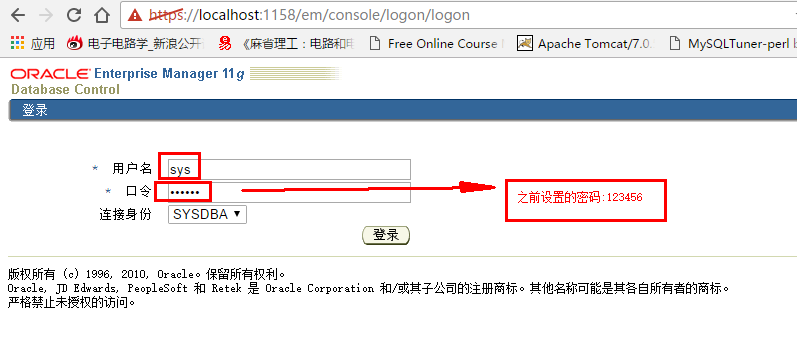 https://localhost:1158/em/console/logon/logon
应用 电子电路学_新浪公开 《麻省理工：电路和电 Free Online Course Apache Tomcat/7.0. MySQLTuner-perl b
ORACLE Enterprise Manager 11g
Database Control
登录
* 用户名 sys
* 口令 ••••••
之前设置的密码:123456
连接身份 SYSDBA
登录
版权所有 (c) 1996, 2010, Oracle。保留所有权利。
Oracle, JD Edwards, PeopleSoft 和 Retek 是 Oracle Corporation 和/或其子公司的注册商标。其他名称可能是其各自所有者的商标。
严格禁止未授权的访问。